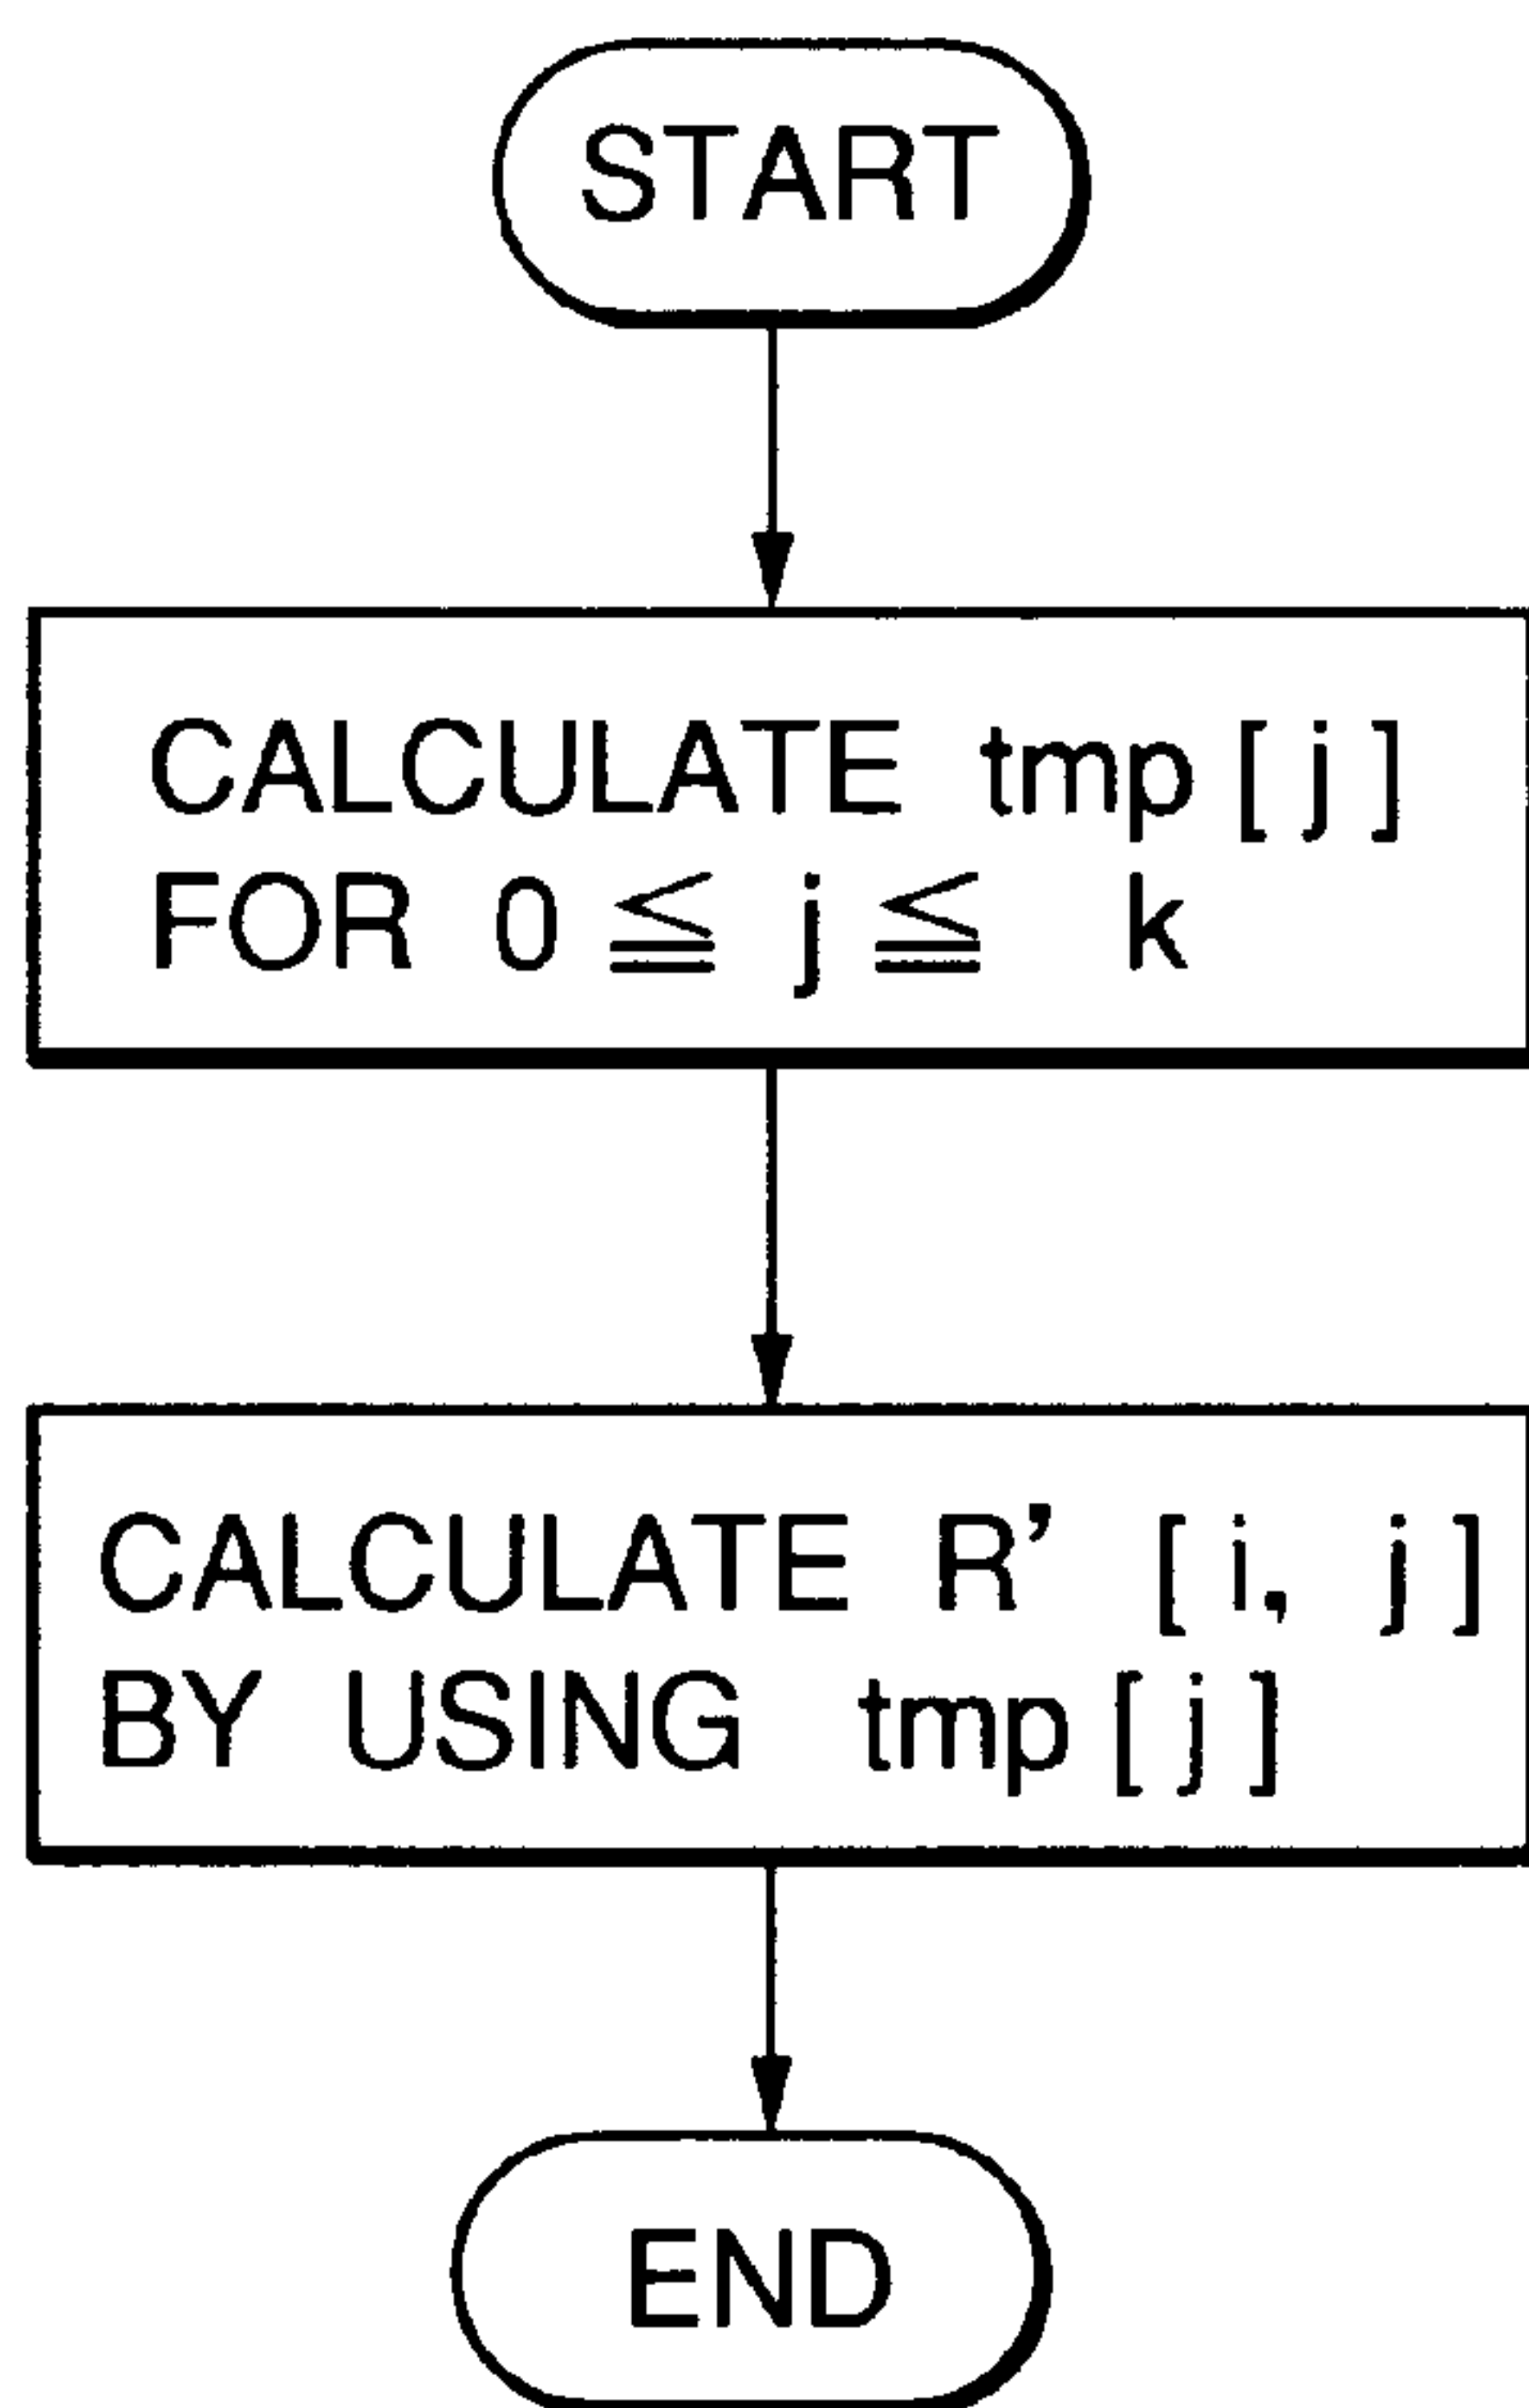 START
CALCULATE tmp [ j ]
FOR 0 ≦ j ≦ k
CALCULATE R’ [ i, j ]
BY USING tmp [ j ]
END